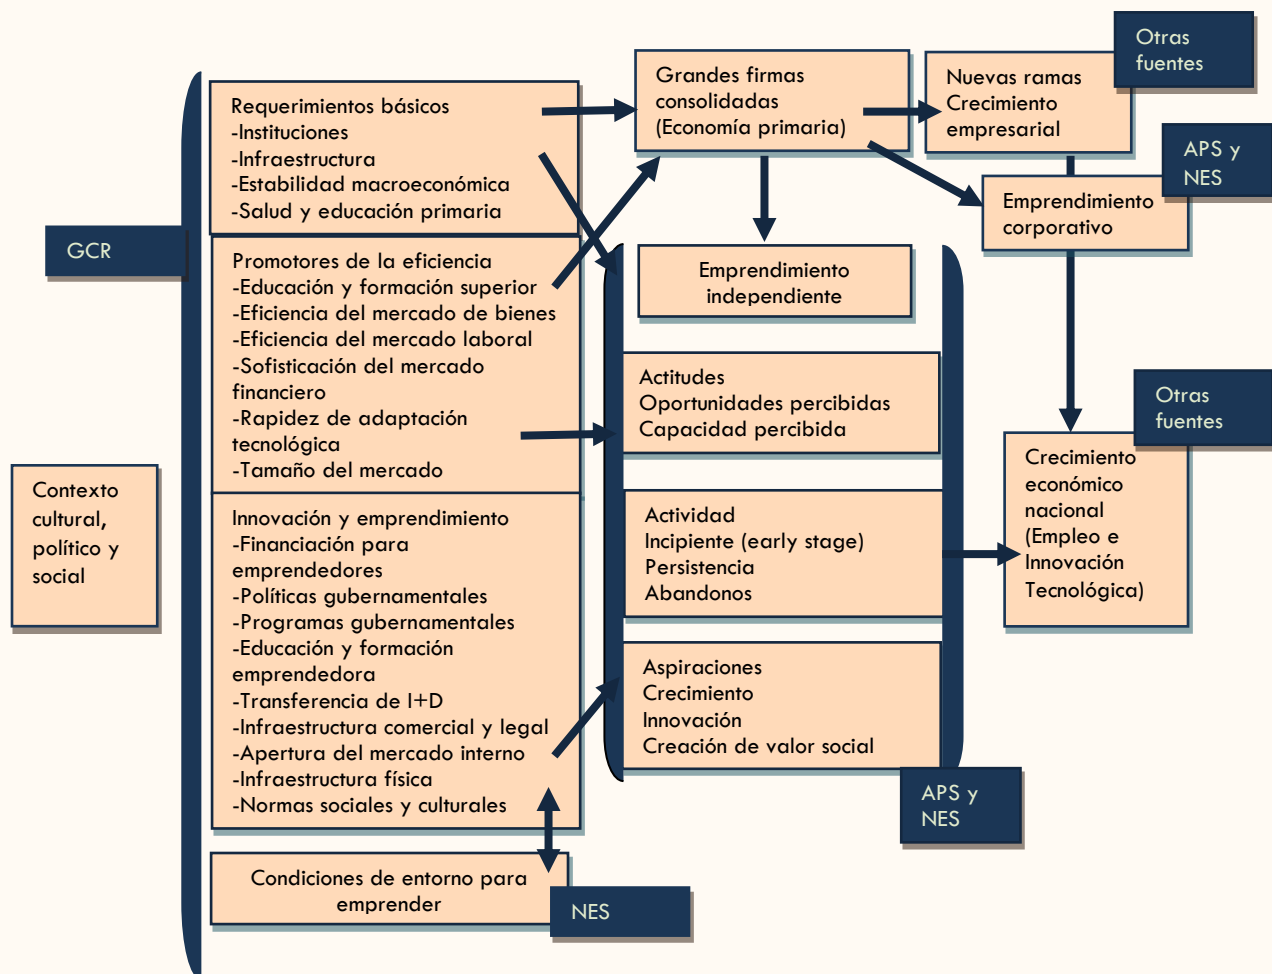 Otras
fuentes
Grandes firmas
consolidadas
(Economía primaria)
Nuevas ramas
Crecimiento
empresarial
Requerimientos básicos
-Instituciones
-Infraestructura
-Estabilidad macroeconómica
-Salud y educación primaria
APS y
NES
Emprendimiento
corporativo
GCR
Promotores de la eficiencia
-Educación y formación superior
-Eficiencia del mercado de bienes
-Eficiencia del mercado laboral
-Sofisticación del mercado
financiero
-Rapidez de adaptación
tecnológica
-Tamaño del mercado
Emprendimiento
independiente
Actitudes
Oportunidades percibidas
Capacidad percibida
Otras
fuentes
Contexto
cultural,
político y
social
Innovación y emprendimiento
-Financiación para
emprendedores
-Políticas gubernamentales
-Programas gubernamentales
-Educación y formación
emprendedora
-Transferencia de I+D
-Infraestructura comercial y legal
-Apertura del mercado interno
-Infraestructura física
-Normas sociales y culturales
Actividad
Incipiente (early stage)
Persistencia
Abandonos
Crecimiento
económico
nacional
(Empleo e
Innovación
Tecnológica)
Aspiraciones
Crecimiento
Innovación
Creación de valor social
APS y
NES
Condiciones de entorno para
emprender
NES